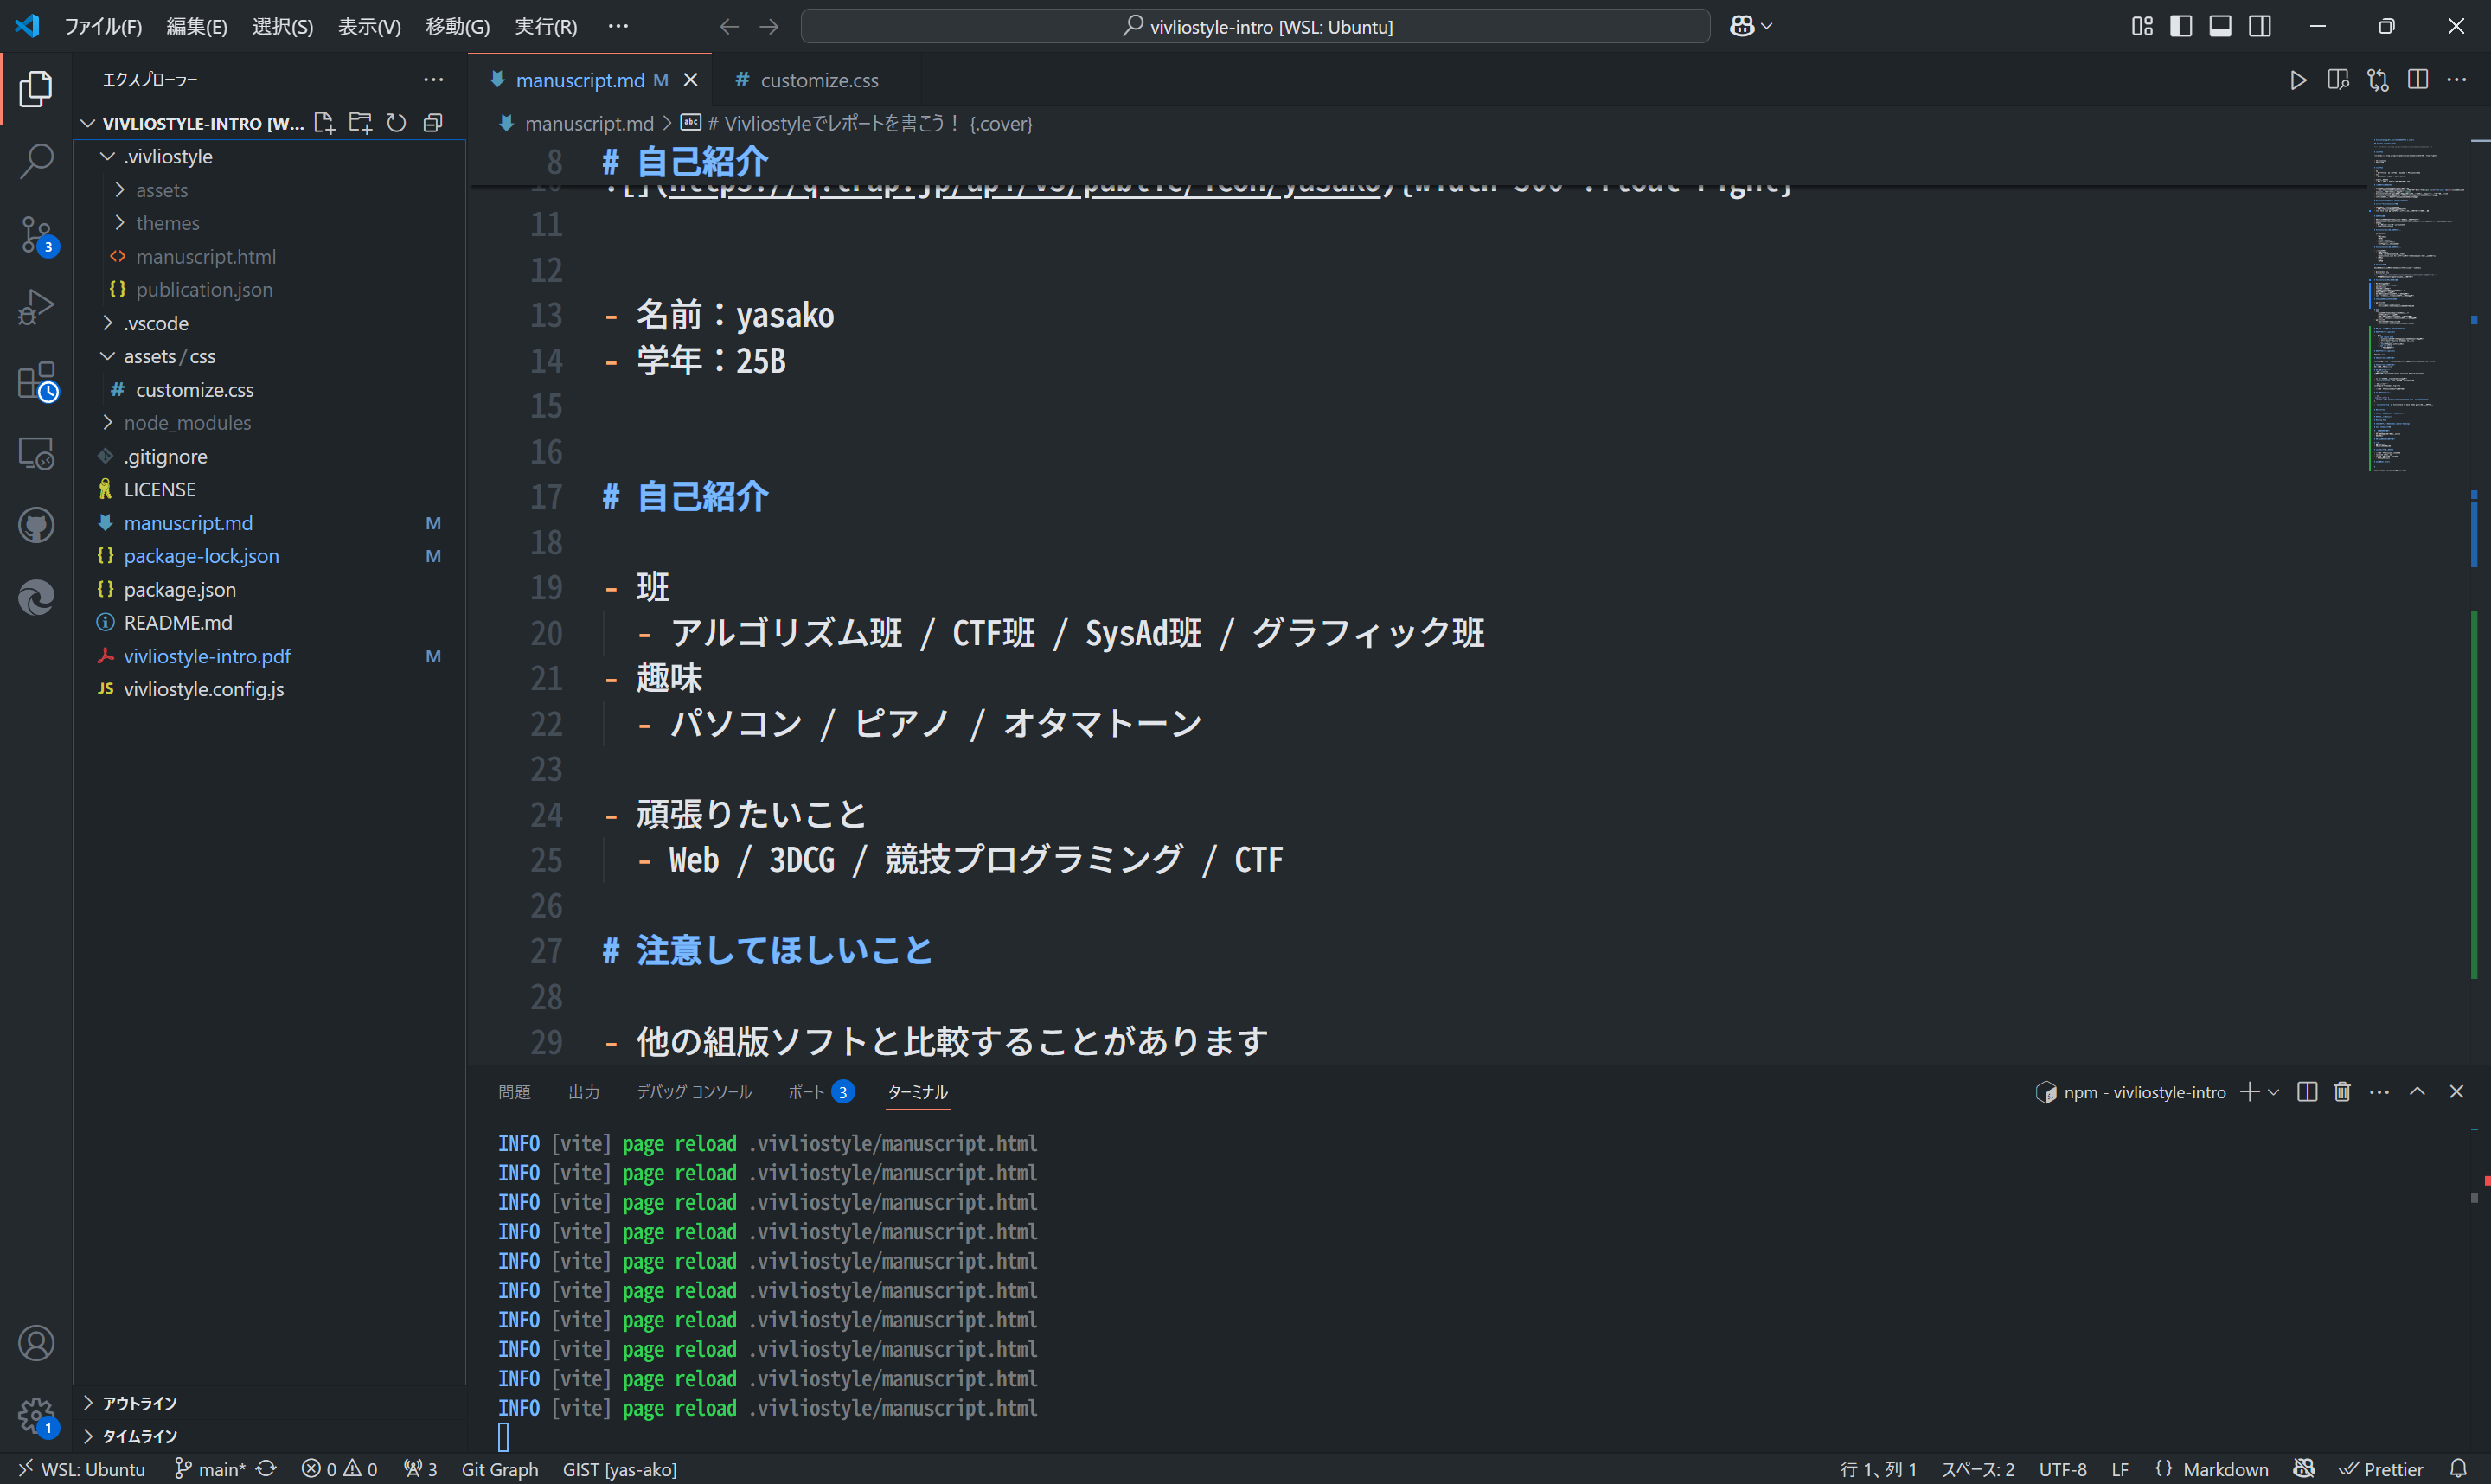 ファイル(F) 編集(E) 選択(S) 表示(V) 移動(G) 実行(R) ···
vivliostyle-intro [WSL: Ubuntu]
エクスプローラー
VIVLIOSTYLE-INTRO [W...
.vivliostyle
assets
themes
manuscript.html
publication.json
.vscode
assets/css
customize.css
node_modules
.gitignore
LICENSE
manuscript.md M
package-lock.json M
package.json
README.md
vivliostyle-intro.pdf M
JS vivliostyle.config.js
アウトライン
タイムライン
3
1
manuscript.md M
# customize.css
manuscript.md > abc # Vivliostyleでレポートを書こう！ {.cover}
8 # 自己紹介
11
12
13 - 名前：yasako
14 - 学年：25B
15
16
17 # 自己紹介
18
19 - 班
20 - アルゴリズム班 / CTF班 / SysAd班 / グラフィック班
21 - 趣味
22 - パソコン / ピアノ / オタマトーン
23
24 - 頑張りたいこと
25 - Web / 3DCG / 競技プログラミング / CTF
26
27 # 注意してほしいこと
28
29 - 他の組版ソフトと比較することがあります
問題 出力 デバッグ コンソール ポート 3 ターミナル
npm - vivliostyle-intro
INFO [vite] page reload .vivliostyle/manuscript.html
INFO [vite] page reload .vivliostyle/manuscript.html
INFO [vite] page reload .vivliostyle/manuscript.html
INFO [vite] page reload .vivliostyle/manuscript.html
INFO [vite] page reload .vivliostyle/manuscript.html
INFO [vite] page reload .vivliostyle/manuscript.html
INFO [vite] page reload .vivliostyle/manuscript.html
INFO [vite] page reload .vivliostyle/manuscript.html
INFO [vite] page reload .vivliostyle/manuscript.html
INFO [vite] page reload .vivliostyle/manuscript.html
WSL: Ubuntu main* 0 0 3 Git Graph GIST [yas-ako]
行 1、列 1 スペース: 2 UTF-8 LF {} Markdown Prettier